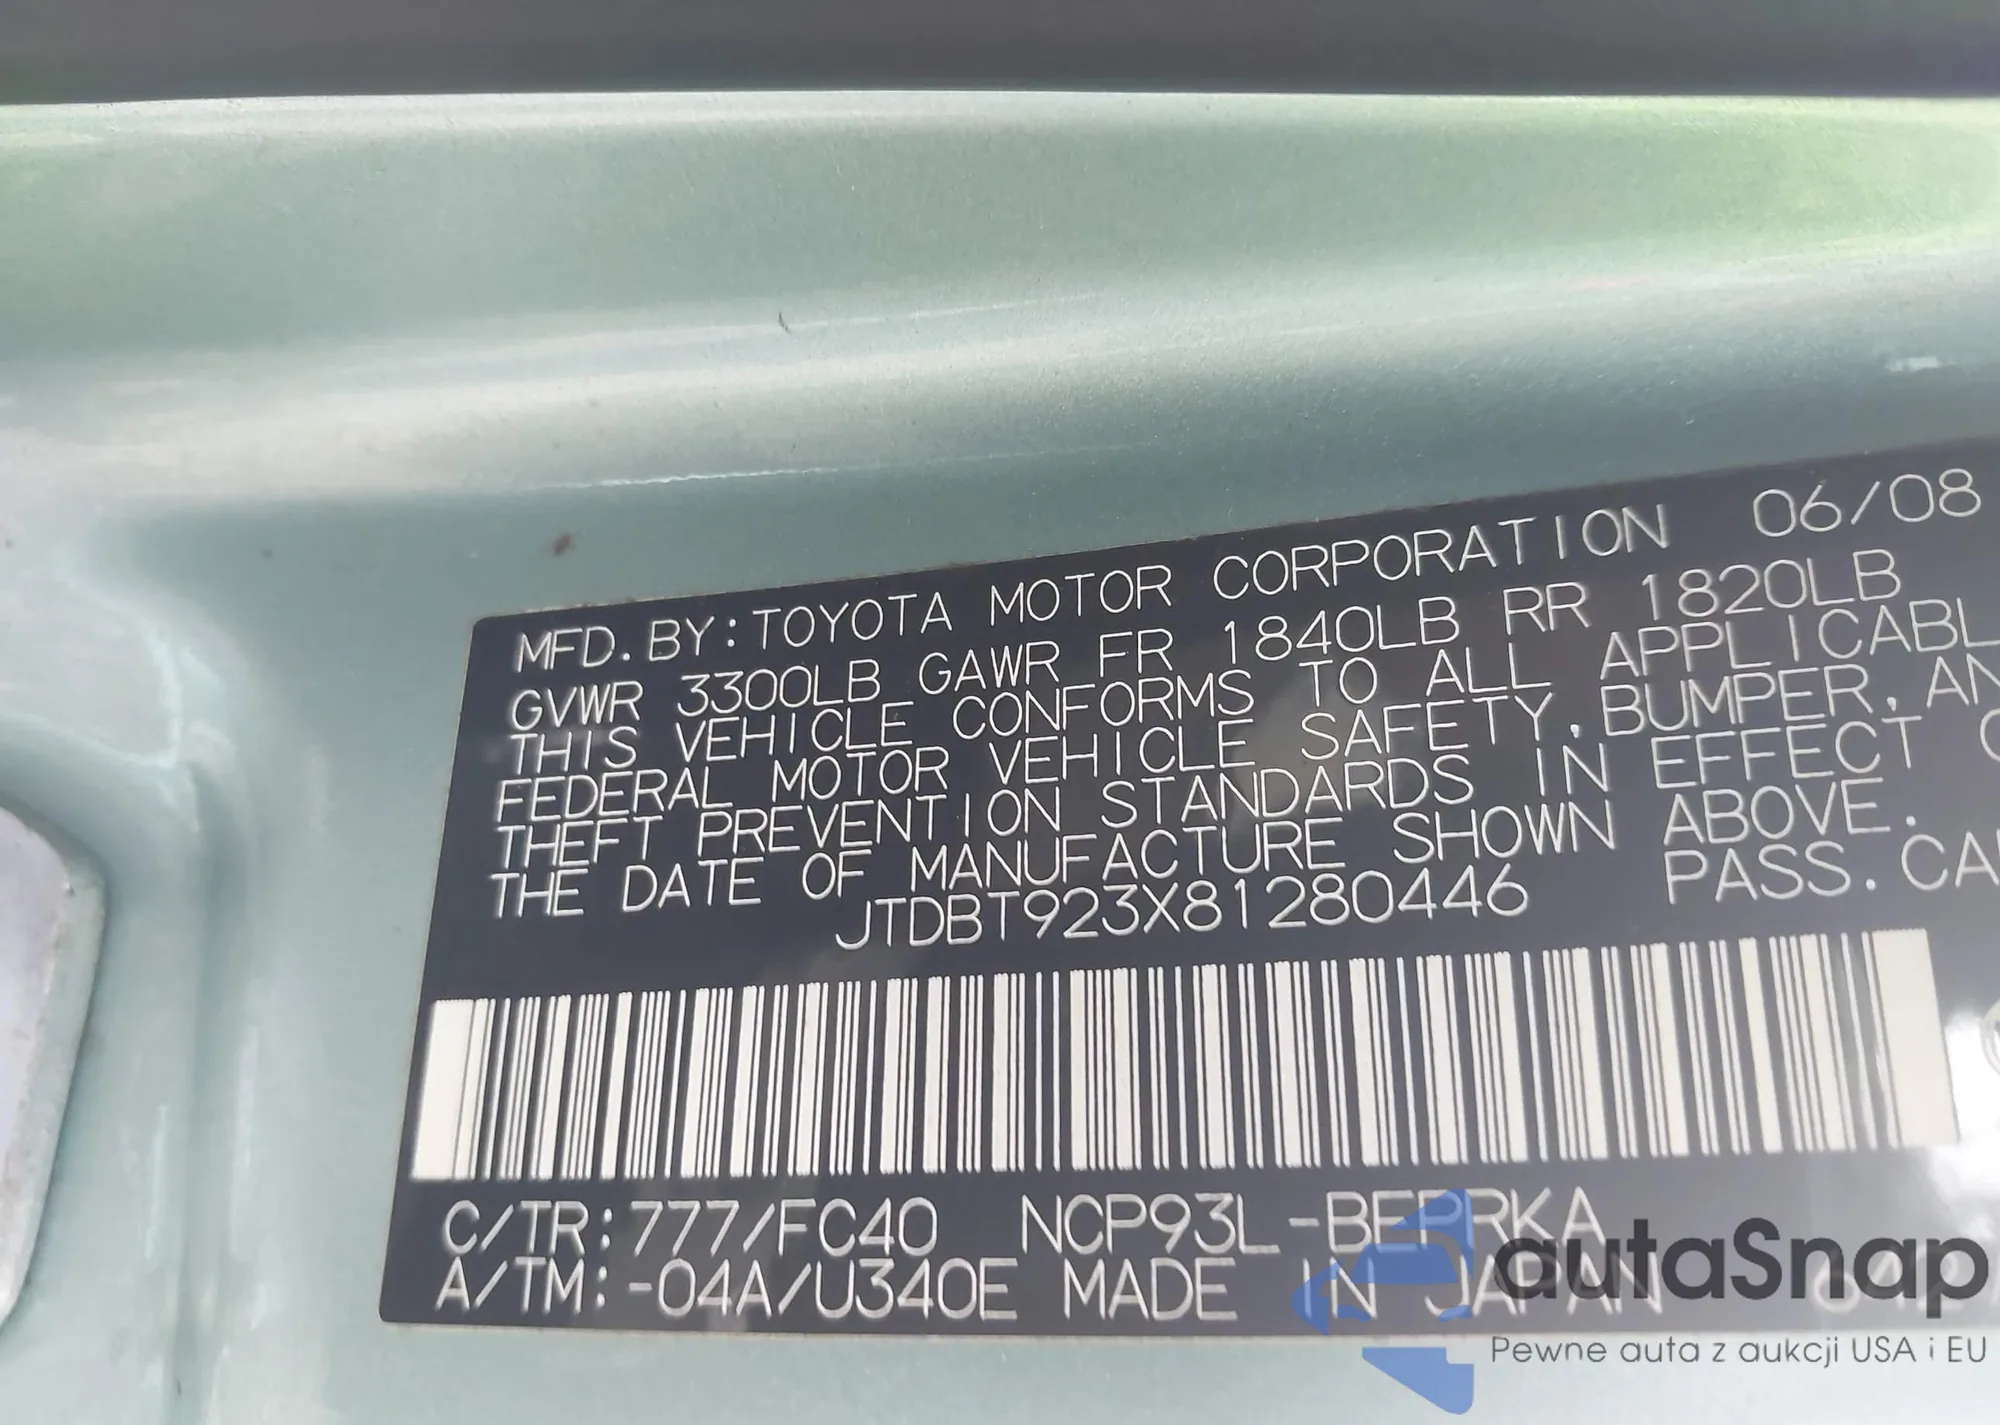 MFD. BY: TOYOTA MOTOR CORPORATION 06/08
GVWR 3300LB GAWR FR 1840LB RR 1820LB
THIS VEHICLE CONFORMS TO ALL APPLICABL
FEDERAL MOTOR VEHICLE SAFETY, BUMPER, AN
THEFT PREVENTION STANDARDS IN EFFECT O
THE DATE OF MANUFACTURE SHOWN ABOVE.
JTDBT923X81280446 PASS. CA
C/TR: 777/FC40 NCP93L-BEPRKA
A/TM: -04A/U340E MADE IN JAPAN
autaSnap
Pewne auta z aukcji USA i EU